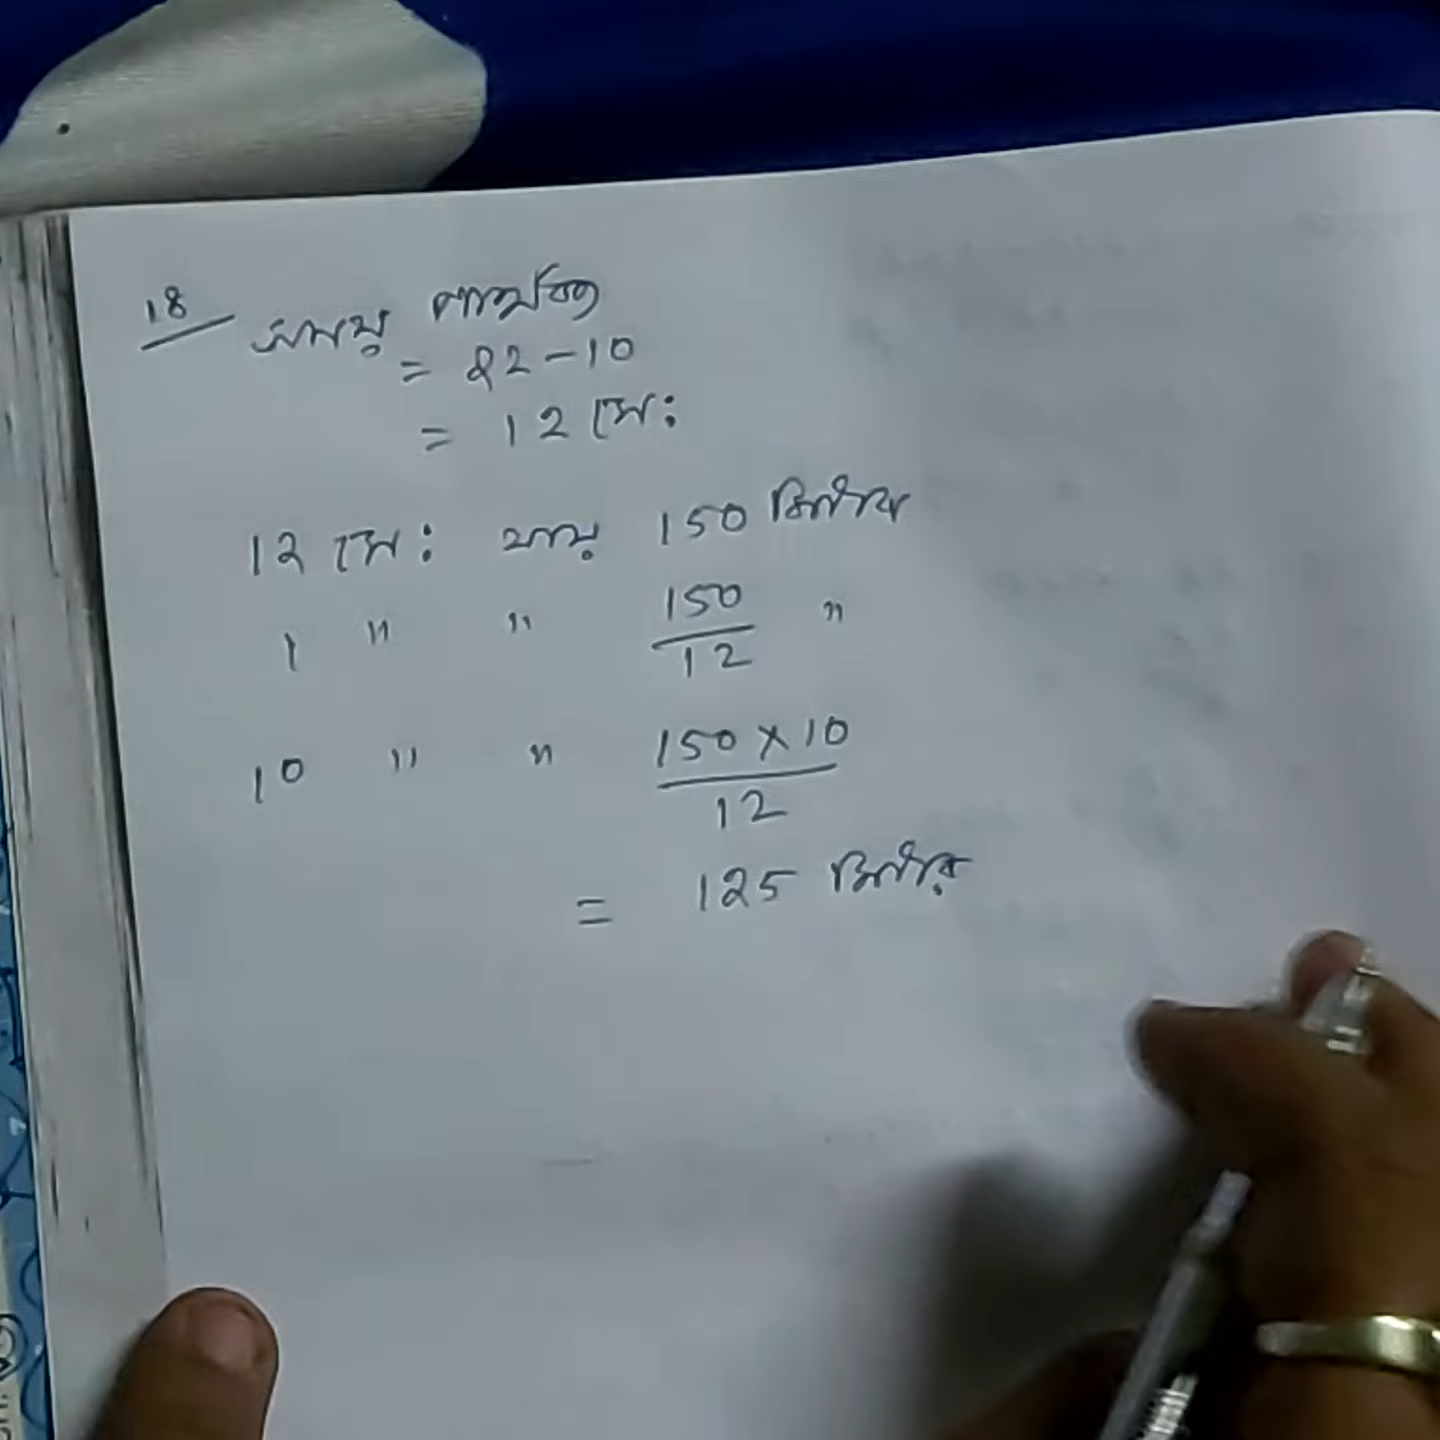 18 সময় পার্থক্য
= 22 - 10
= 12 সে:
12 সে: যায় 150 মিটার
1 " " 150/12 "
10 " " 150 × 10/12
= 125 মিটার